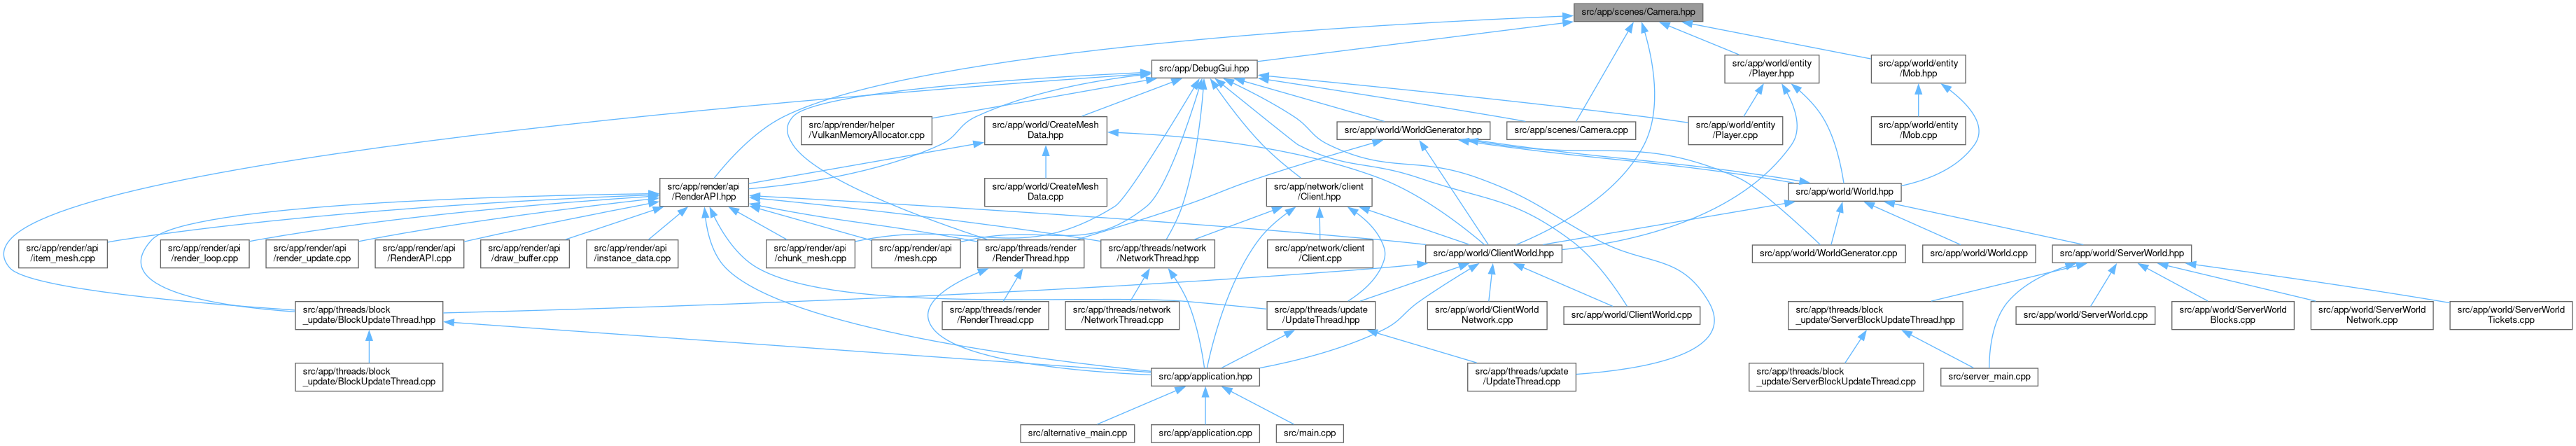 src/app/scenes/Camera.hpp
src/app/DebugGui.hpp
src/app/world/entity
/Player.hpp
src/app/world/entity
/Mob.hpp
src/app/render/helper
/VulkanMemoryAllocator.cpp
src/app/world/CreateMesh
Data.hpp
src/app/world/WorldGenerator.hpp
src/app/scenes/Camera.cpp
src/app/world/entity
/Player.cpp
src/app/world/entity
/Mob.cpp
src/app/render/api
/RenderAPI.hpp
src/app/world/CreateMesh
Data.cpp
src/app/network/client
/Client.hpp
src/app/world/World.hpp
src/app/render/api
/item_mesh.cpp
src/app/render/api
/render_loop.cpp
src/app/render/api
/render_update.cpp
src/app/render/api
/RenderAPI.cpp
src/app/render/api
/draw_buffer.cpp
src/app/render/api
/instance_data.cpp
src/app/render/api
/chunk_mesh.cpp
src/app/render/api
/mesh.cpp
src/app/threads/render
/RenderThread.hpp
src/app/threads/network
/NetworkThread.hpp
src/app/network/client
/Client.cpp
src/app/world/ClientWorld.hpp
src/app/world/WorldGenerator.cpp
src/app/world/World.cpp
src/app/world/ServerWorld.hpp
src/app/threads/block
_update/BlockUpdateThread.hpp
src/app/threads/render
/RenderThread.cpp
src/app/threads/network
/NetworkThread.cpp
src/app/threads/update
/UpdateThread.hpp
src/app/world/ClientWorld
Network.cpp
src/app/world/ClientWorld.cpp
src/app/threads/block
_update/ServerBlockUpdateThread.hpp
src/app/world/ServerWorld.cpp
src/app/world/ServerWorld
Blocks.cpp
src/app/world/ServerWorld
Network.cpp
src/app/world/ServerWorld
Tickets.cpp
src/app/threads/block
_update/BlockUpdateThread.cpp
src/app/application.hpp
src/app/threads/update
/UpdateThread.cpp
src/app/threads/block
_update/ServerBlockUpdateThread.cpp
src/server_main.cpp
src/alternative_main.cpp
src/app/application.cpp
src/main.cpp